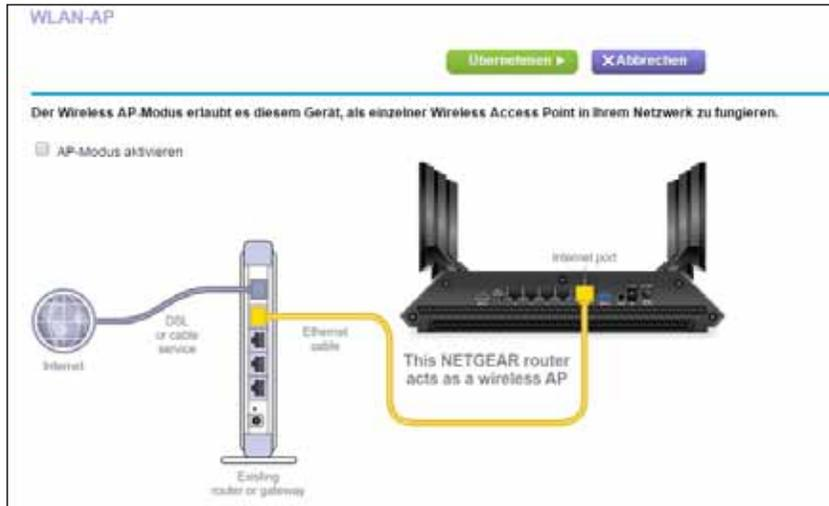 WLAN-AP
Übernehmen
X Abbrechen
Der Wireless AP-Modus erlaubt es diesem Gerät, als einzelner Wireless Access Point in Ihrem Netzwerk zu fungieren.
AP-Modus aktivieren
Internet port
DSL
or cable
service
Ethernet
cable
Internet
This NETGEAR router
acts as a wireless AP
Existing
router or gateway